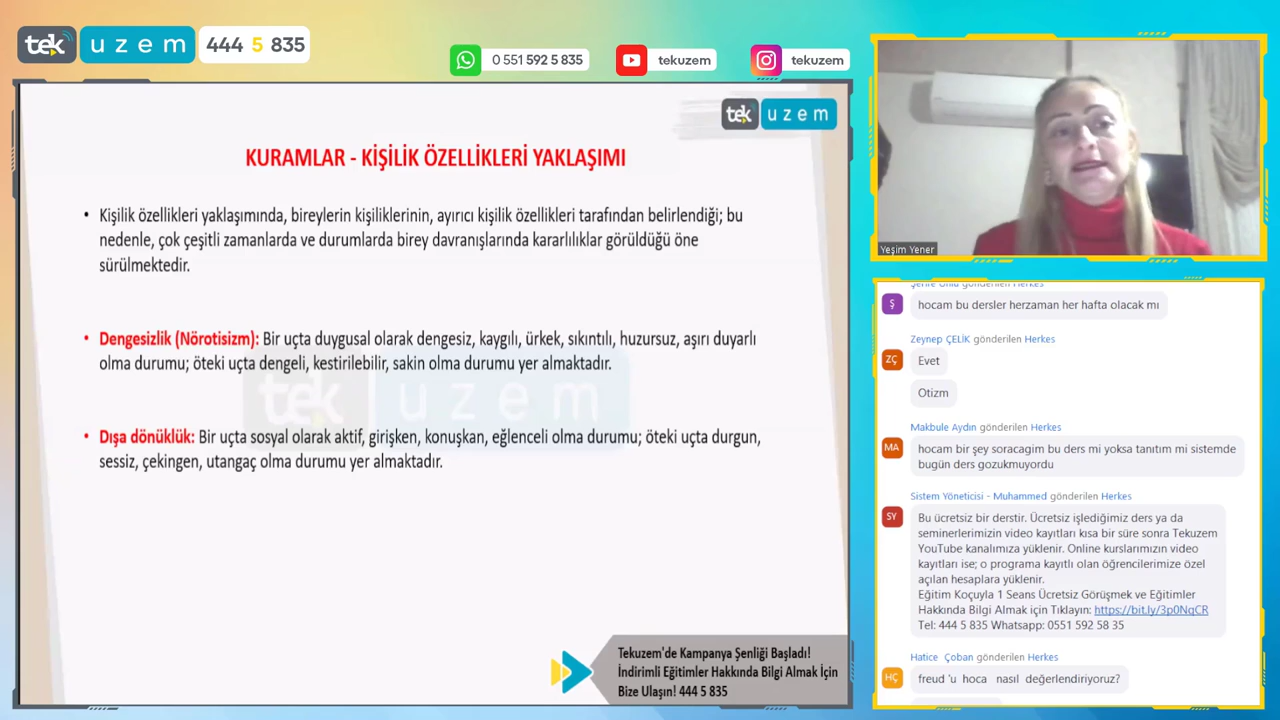 tek uzem 444 5 835
0 551 592 5 835
tekuzem
tekuzem
tek uzem
KURAMLAR - KİŞİLİK ÖZELLİKLERİ YAKLAŞIMI
• Kişilik özellikleri yaklaşımında, bireylerin kişiliklerinin, ayırıcı kişilik özellikleri tarafından belirlendiği; bu
nedenle, çok çeşitli zamanlarda ve durumlarda birey davranışlarında kararlılıklar görüldüğü öne
sürülmektedir.
• Dengesizlik (Nörotisizm): Bir uçta duygusal olarak dengesiz, kaygılı, ürkek, sıkıntılı, huzursuz, aşırı duyarlı
olma durumu; öteki uçta dengeli, kestirilebilir, sakin olma durumu yer almaktadır.
tek uzem
• Dışa dönüklük: Bir uçta sosyal olarak aktif, girişken, konuşkan, eğlenceli olma durumu; öteki uçta durgun,
sessiz, çekingen, utangaç olma durumu yer almaktadır.
Tekuzem'de Kampanya Şenliği Başladı!
İndirimli Eğitimler Hakkında Bilgi Almak İçin
Bize Ulaşın! 444 5 835
Yeşim Yener
gönderilen Herkes
Ş
hocam bu dersler herzaman her hafta olacak mı
Zeynep ÇELİK gönderilen Herkes
ZÇ
Evet
Otizm
Makbule Aydın gönderilen Herkes
MA
hocam bir şey soracagim bu ders mi yoksa tanıtım mi sistemde
bugün ders gozukmuyordu
Sistem Yöneticisi - Muhammed gönderilen Herkes
SY
Bu ücretsiz bir derstir. Ücretsiz işlediğimiz ders ya da
seminerlerimizin video kayıtları kısa bir süre sonra Tekuzem
YouTube kanalımıza yüklenir. Online kurslarımızın video
kayıtları ise; o programa kayıtlı olan öğrencilerimize özel
açılan hesaplara yüklenir.
Eğitim Koçuyla 1 Seans Ücretsiz Görüşmek ve Eğitimler
Hakkında Bilgi Almak için Tıklayın: https://bit.ly/3p0NqCR
Tel: 444 5 835 Whatsapp: 0551 592 58 35
Hatice Çoban gönderilen Herkes
HÇ
freud 'u hoca nasıl değerlendiriyoruz?